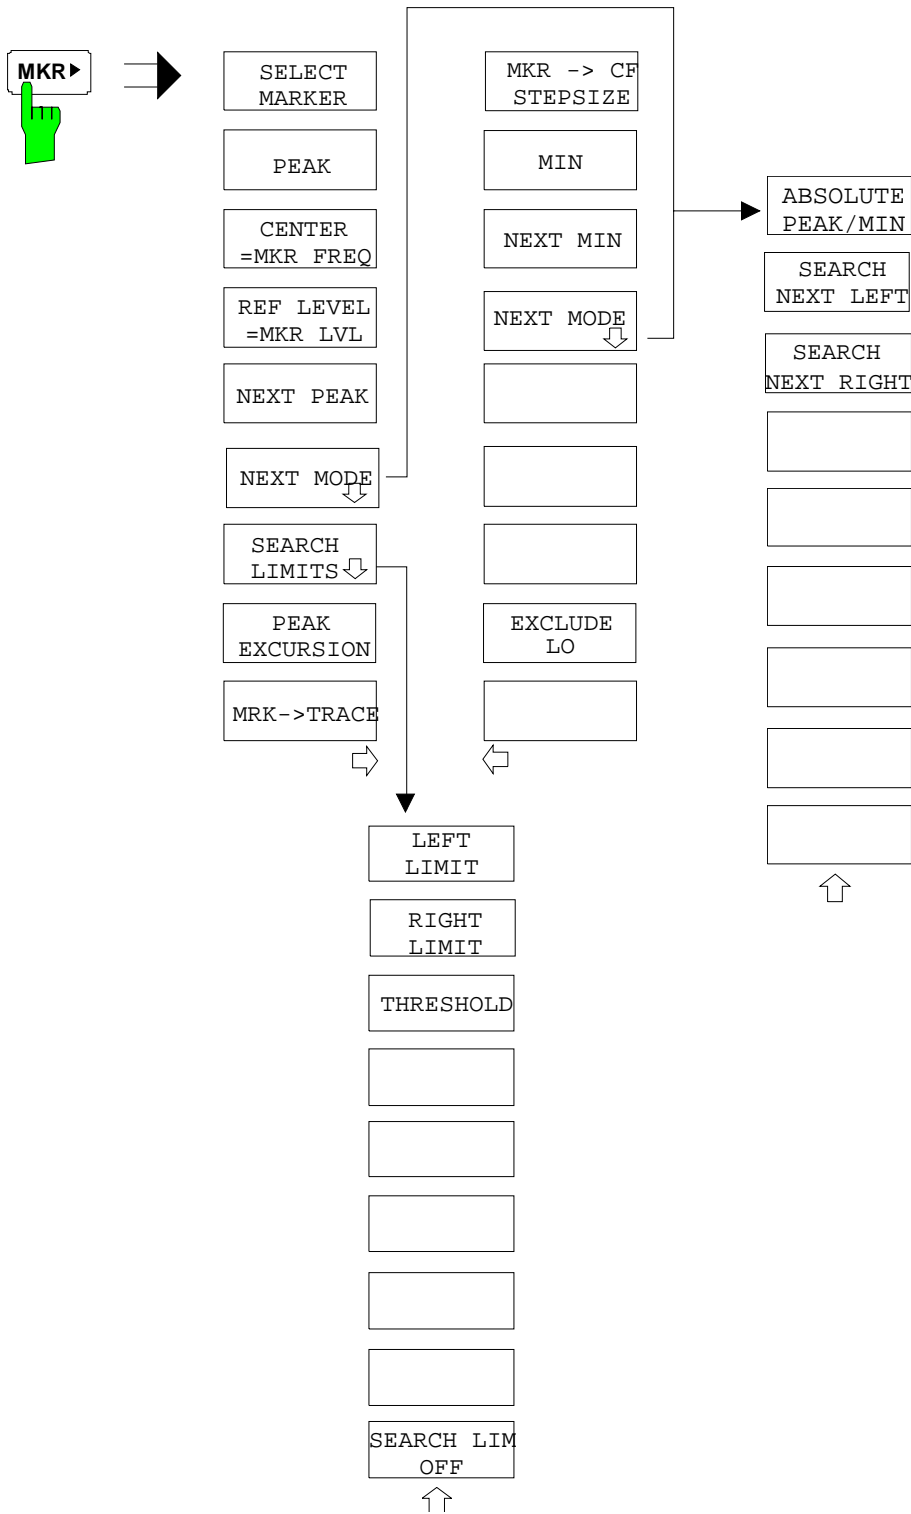 MKR
SELECT
MARKER
PEAK
CENTER
=MKR FREQ
REF LEVEL
=MKR LVL
NEXT PEAK
NEXT MODE
SEARCH
LIMITS
PEAK
EXCURSION
MRK->TRACE
MKR -> CF
STEPSIZE
MIN
NEXT MIN
NEXT MODE
EXCLUDE
LO
ABSOLUTE
PEAK/MIN
SEARCH
NEXT LEFT
SEARCH
NEXT RIGHT
LEFT
LIMIT
RIGHT
LIMIT
THRESHOLD
SEARCH LIM
OFF